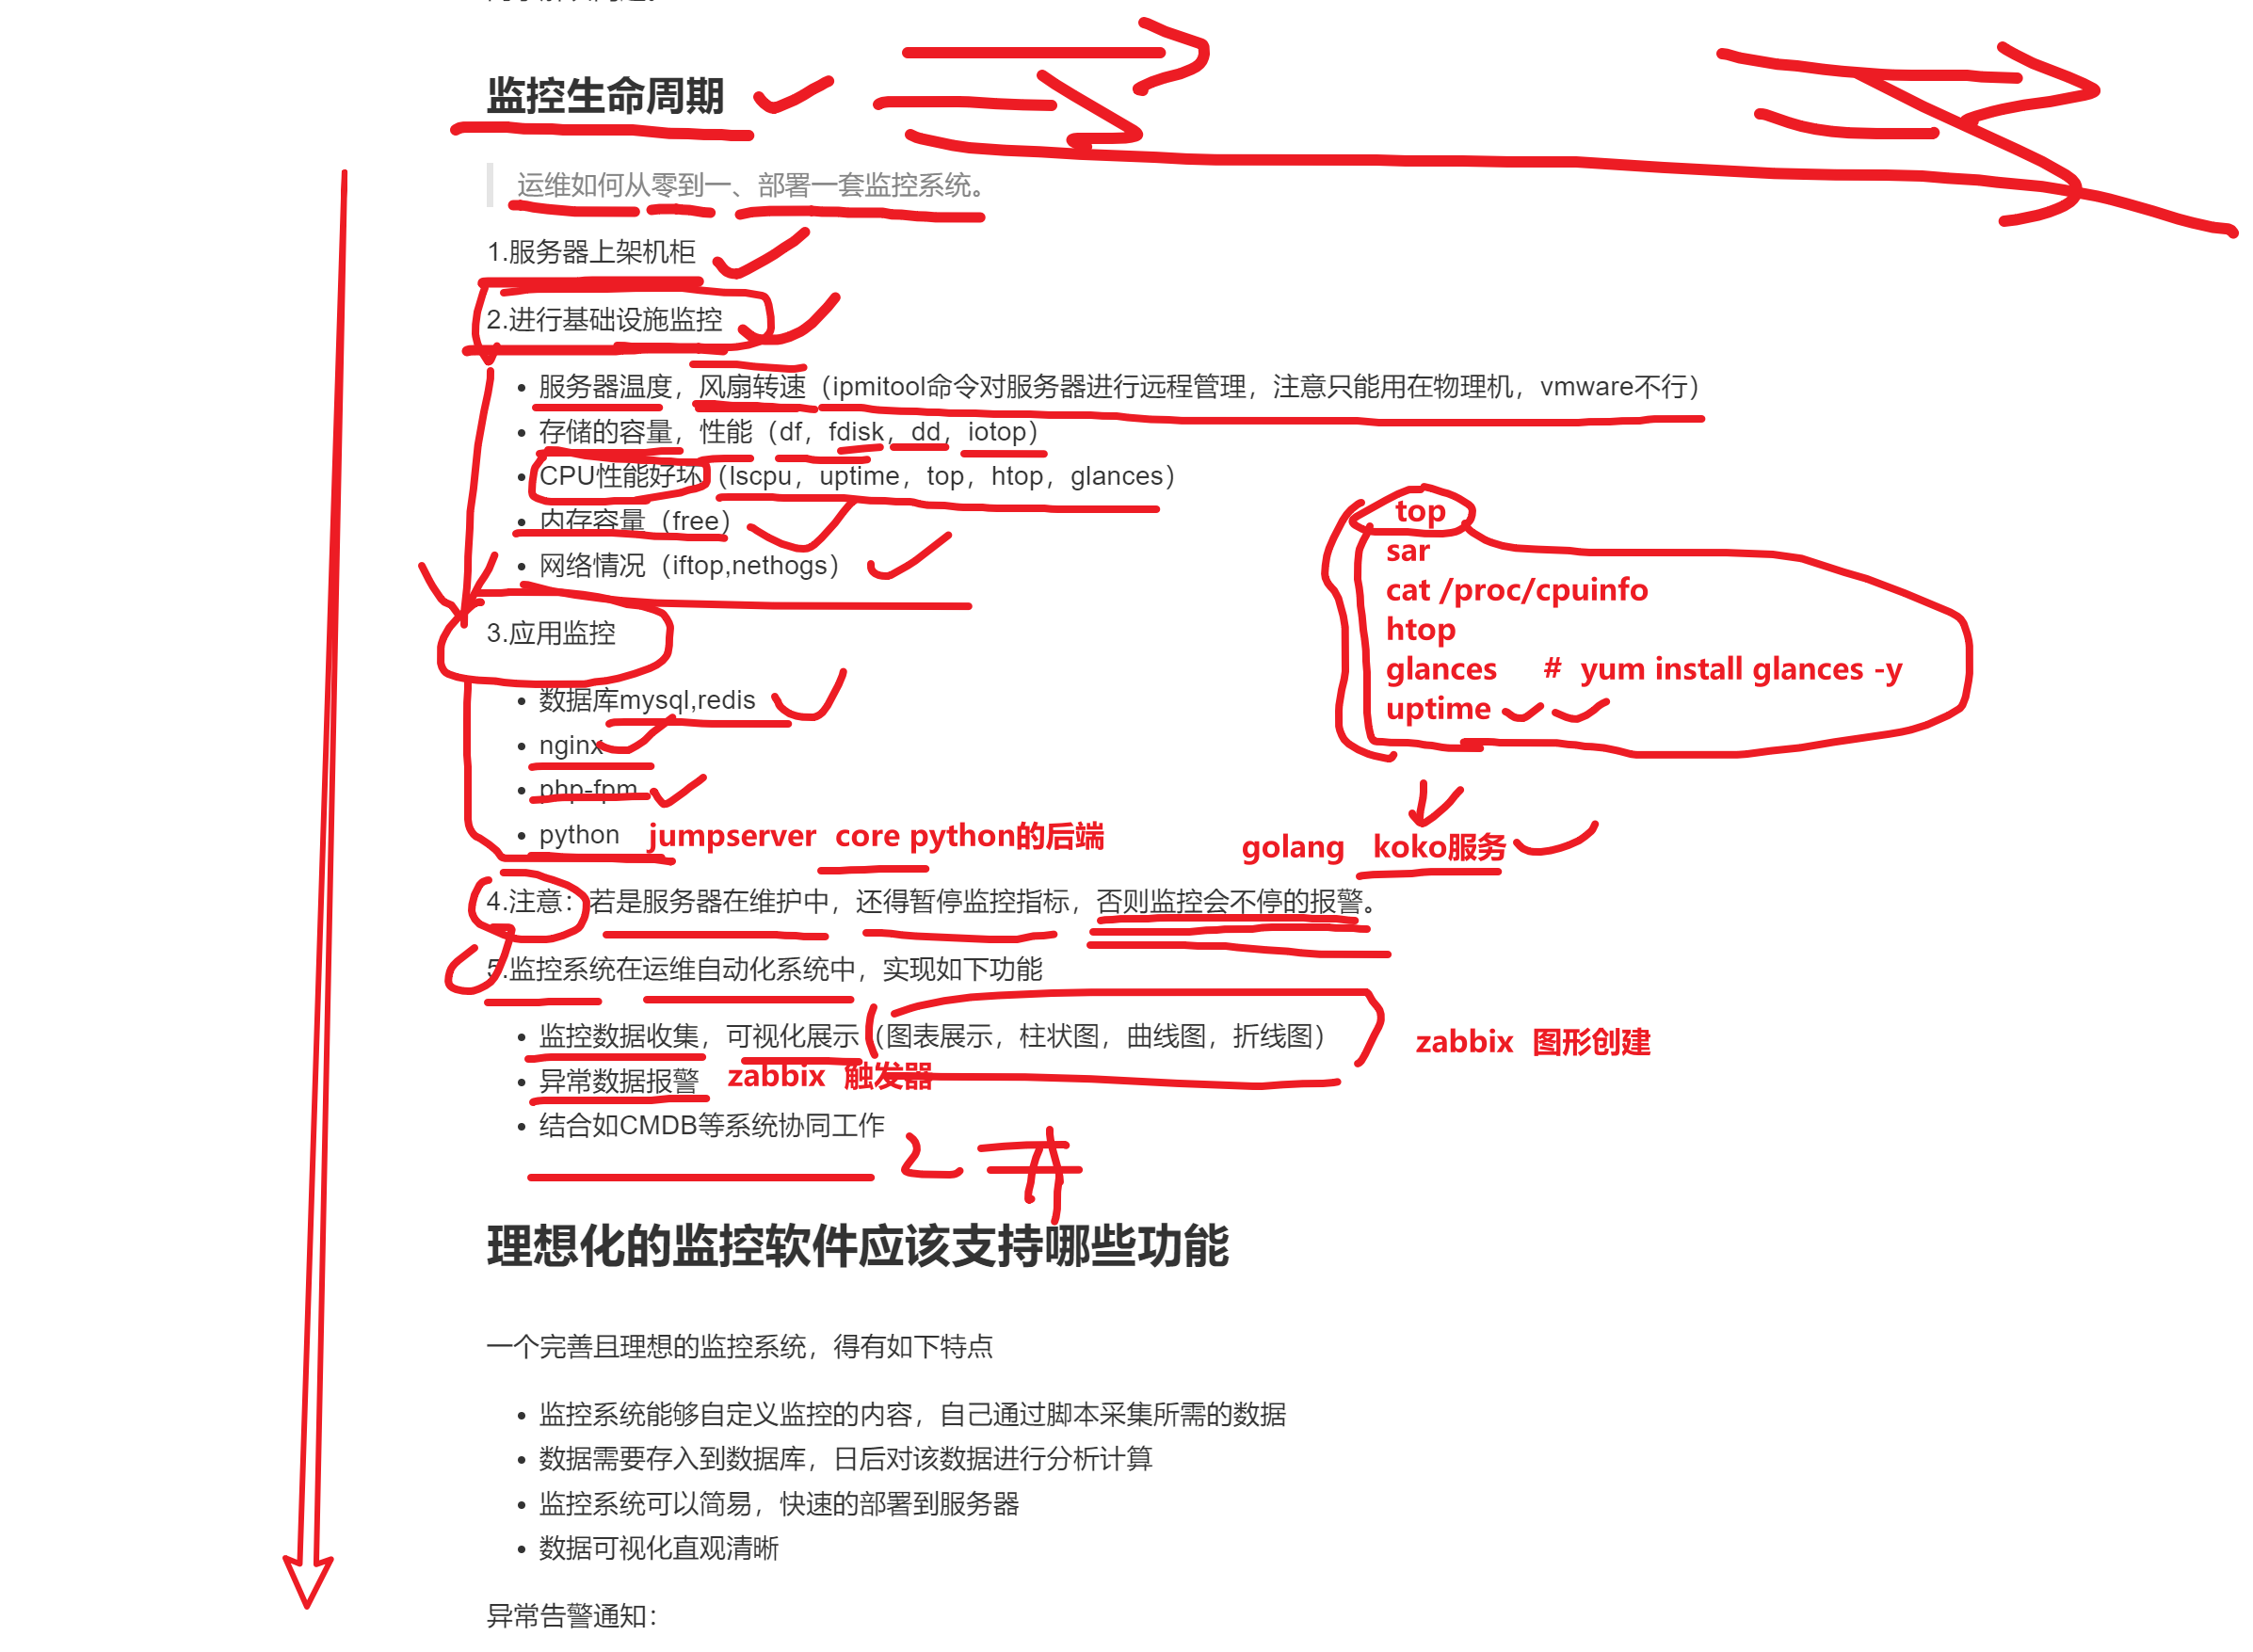 监控生命周期
运维如何从零到一、部署一套监控系统。
1.服务器上架机柜
2.进行基础设施监控
服务器温度，风扇转速（ipmitool命令对服务器进行远程管理，注意只能用在物理机，vmware不行）
存储的容量，性能（df，fdisk，dd，iotop）
CPU性能好坏（lscpu，uptime，top，htop，glances）
内存容量（free）
网络情况（iftop,nethogs）
top
sar
cat /proc/cpuinfo
htop
glances # yum install glances -y
uptime
3.应用监控
数据库mysql,redis
nginx
php-fpm
python jumpserver core python的后端 golang koko服务
4.注意：若是服务器在维护中，还得暂停监控指标，否则监控会不停的报警。
5.监控系统在运维自动化系统中，实现如下功能
监控数据收集，可视化展示（图表展示，柱状图，曲线图，折线图） zabbix 图形创建
异常数据报警 zabbix 触发器
结合如CMDB等系统协同工作
理想化的监控软件应该支持哪些功能
一个完善且理想的监控系统，得有如下特点
监控系统能够自定义监控的内容，自己通过脚本采集所需的数据
数据需要存入到数据库，日后对该数据进行分析计算
监控系统可以简易，快速的部署到服务器
数据可视化直观清晰
异常告警通知：